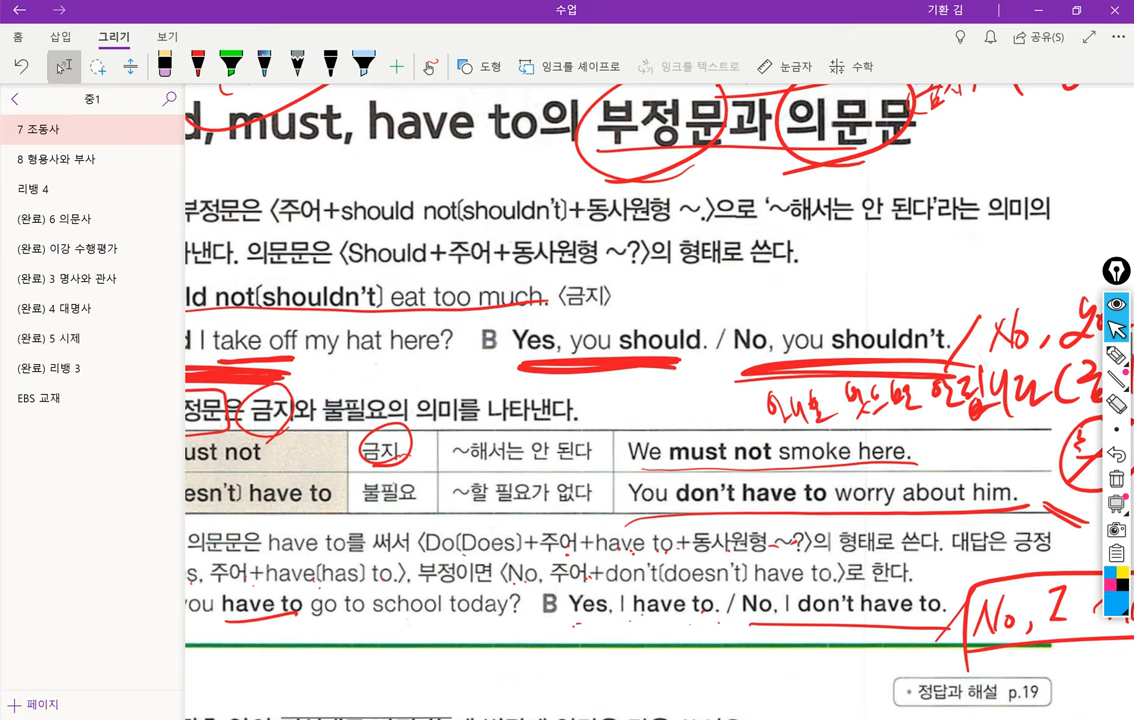 수업
기환 김
홈 삽입 그리기 보기
공유(S)
도형 잉크를 셰이프로 잉크를 텍스트로 눈금자 수학
중1
7 조동사
8 형용사와 부사
리뱅 4
(완료) 6 의문사
(완료) 이강 수행평가
(완료) 3 명사와 관사
(완료) 4 대명사
(완료) 5 시제
(완료) 리뱅 3
EBS 교재
페이지
d, must, have to의 부정문과 의문문
부정문은 〈주어+should not(shouldn't)+동사원형 ~.〉으로 '~해서는 안 된다'라는 의미의
낸다. 의문문은 〈Should+주어+동사원형 ~?〉의 형태로 쓴다.
ld not(shouldn't) eat too much. 〈금지〉
d I take off my hat here? B Yes, you should. / No, you shouldn't.
No,
정문은 금지와 불필요의 의미를 나타낸다.
ust not 금지 ~해서는 안 된다 We must not smoke here.
esn't) have to 불필요 ~할 필요가 없다 You don't have to worry about him.
의문문은 have to를 써서 〈Do(Does)+주어+have to+동사원형 ~?〉의 형태로 쓴다. 대답은 긍정
s, 주어+have(has) to.〉, 부정이면 〈No, 주어+don't(doesn't) have to.〉로 한다.
you have to go to school today? B Yes, I have to. / No, I don't have to.
No, I
정답과 해설 p.19